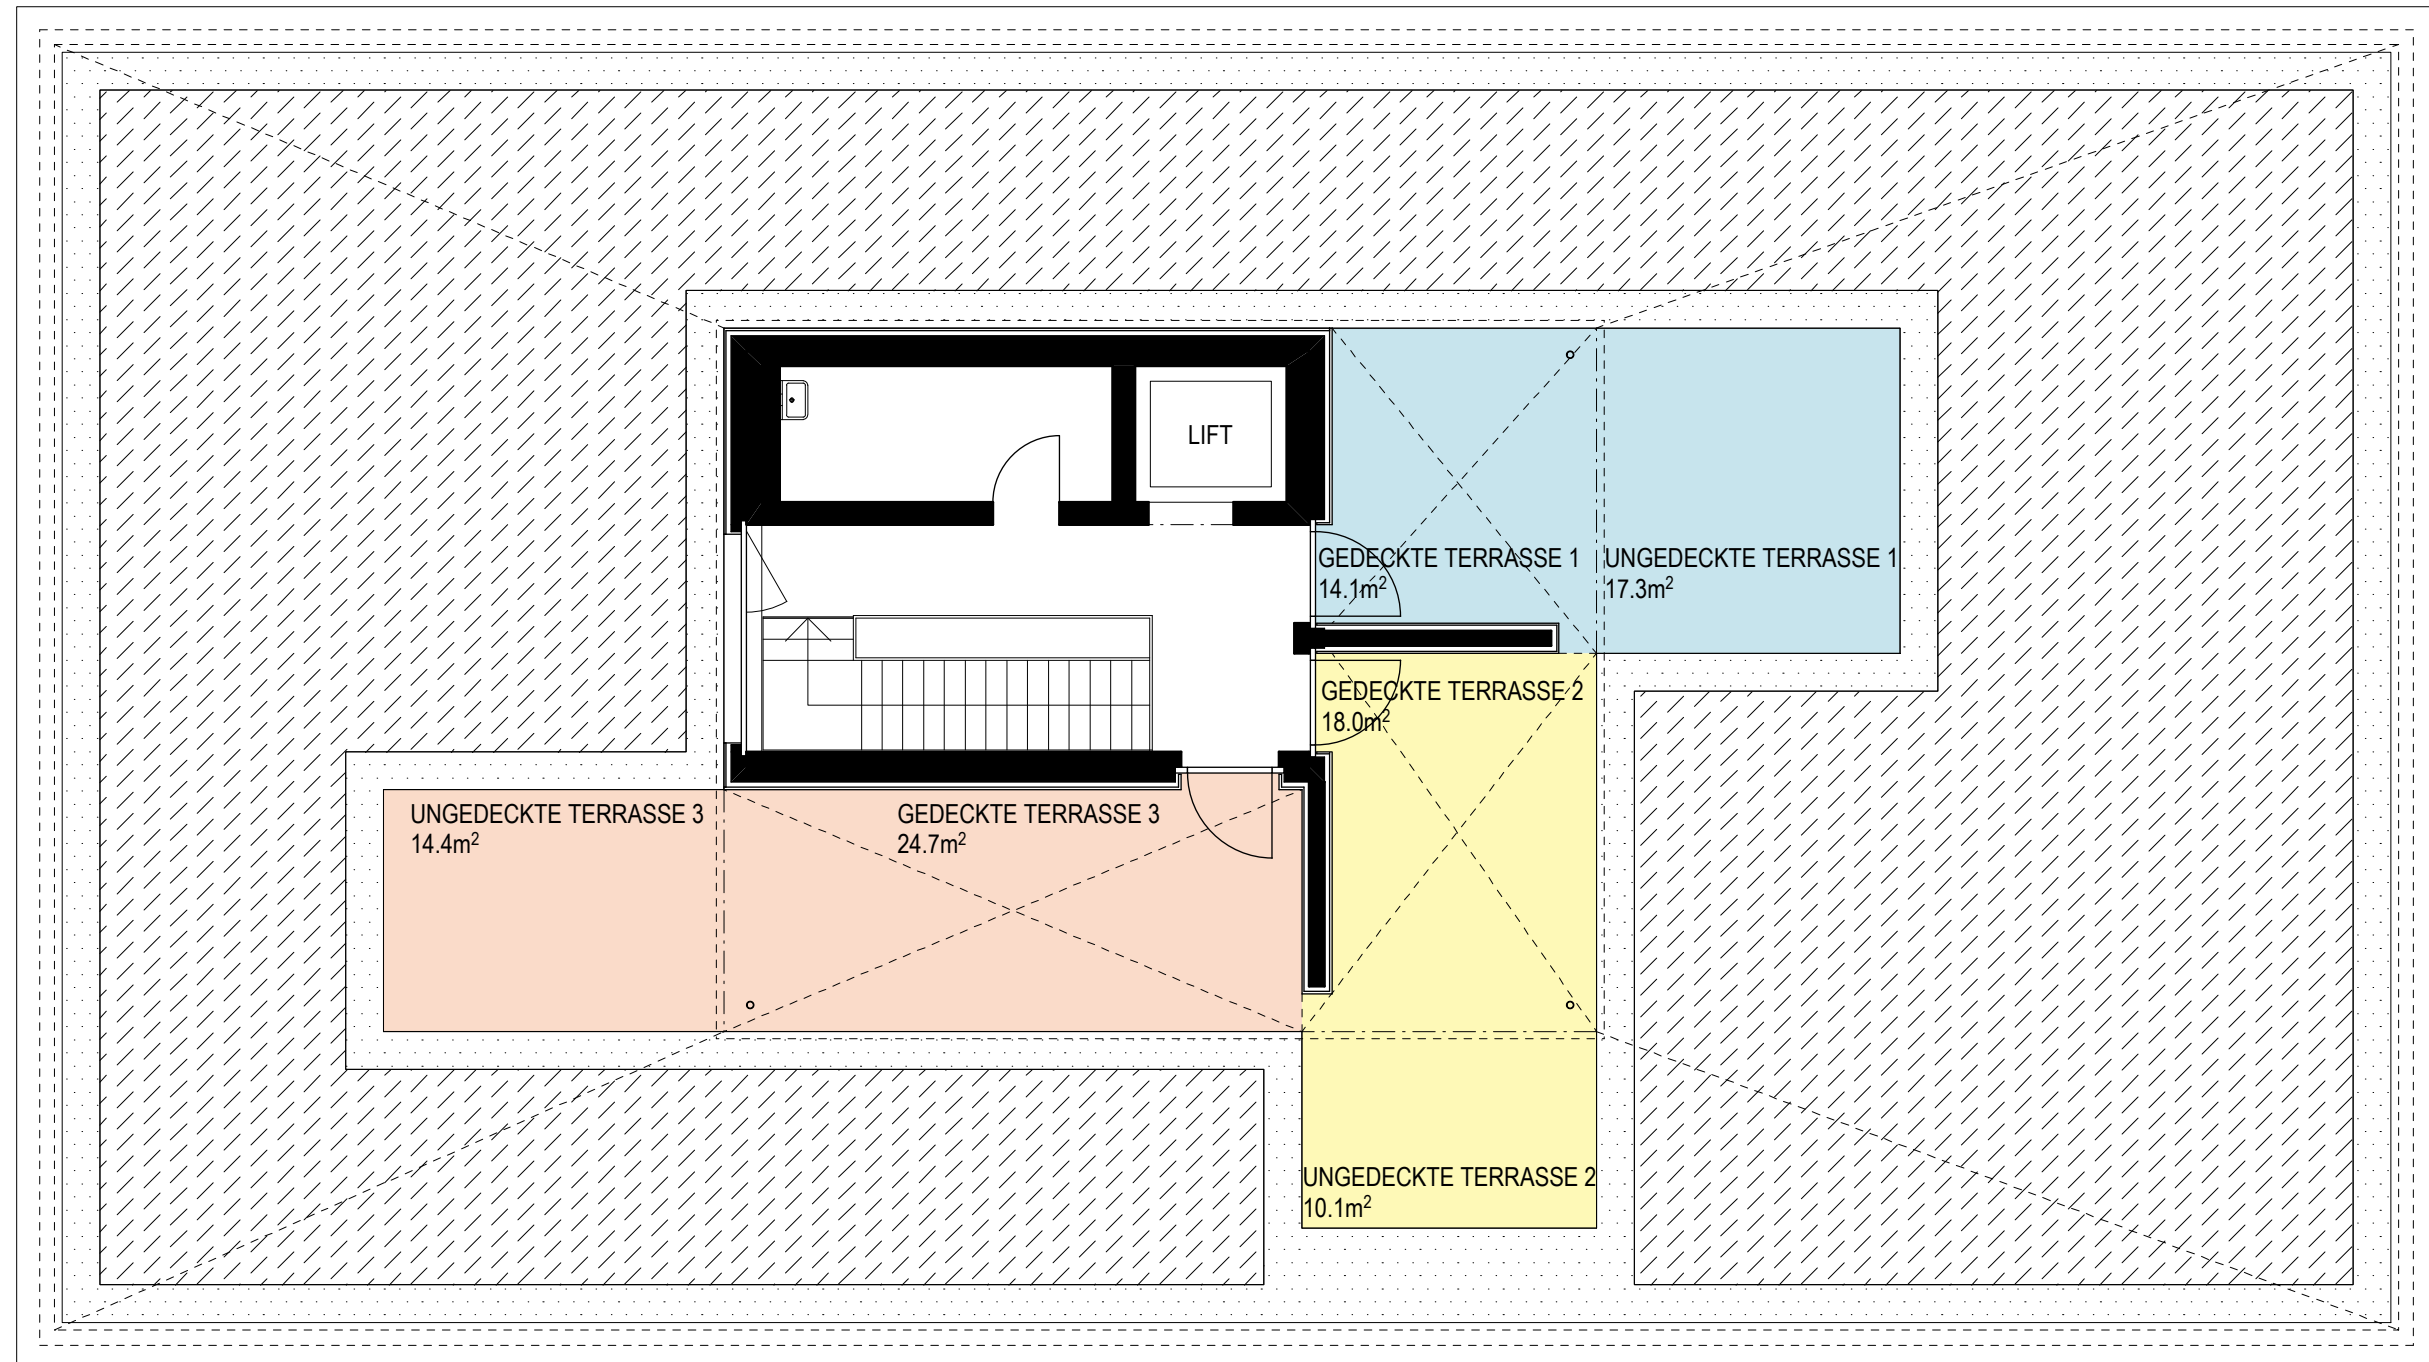 LIFT
GEDECKTE TERRASSE 1
14.1m²
UNGEDECKTE TERRASSE 1
17.3m²
GEDECKTE TERRASSE 2
18.0m²
UNGEDECKTE TERRASSE 3
14.4m²
GEDECKTE TERRASSE 3
24.7m²
UNGEDECKTE TERRASSE 2
10.1m²